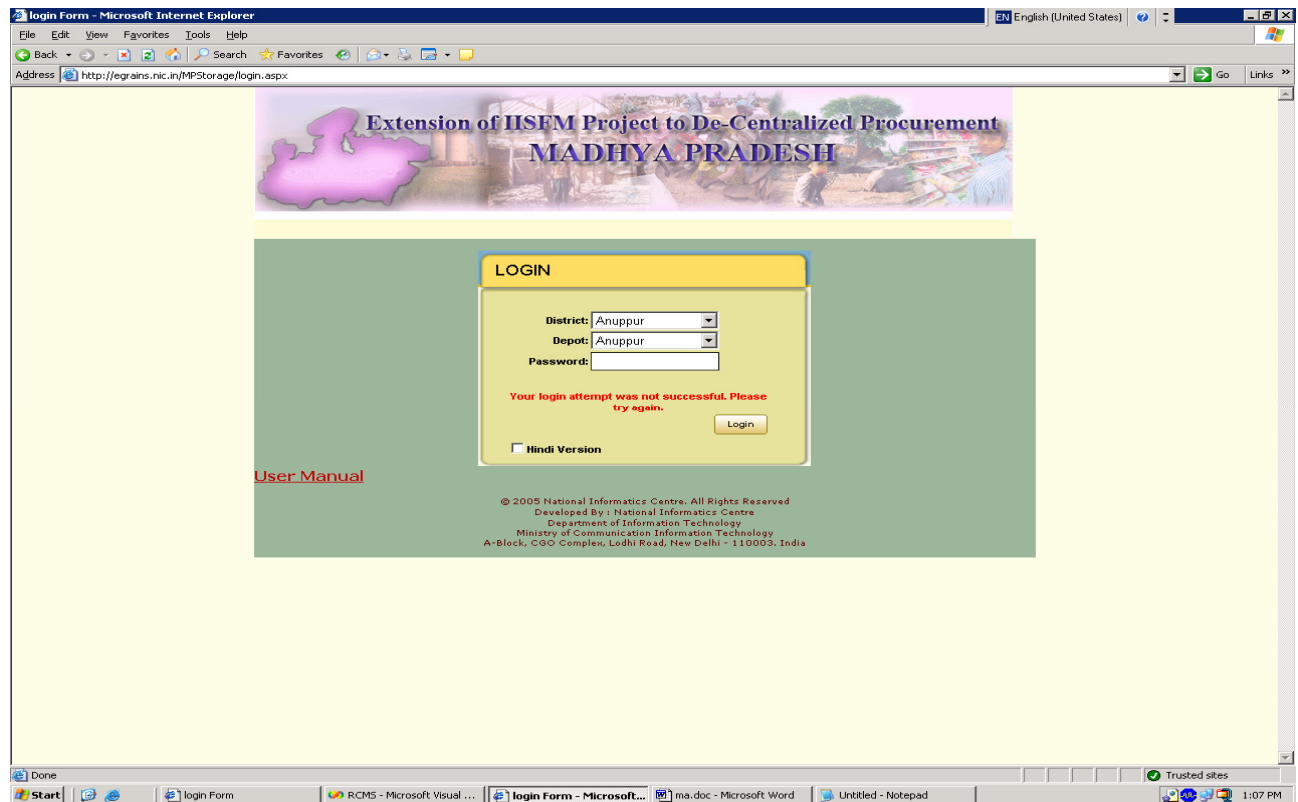 login Form - Microsoft Internet Explorer
EN English (United States)
File Edit View Favorites Tools Help
Back Search Favorites
Address http://egrains.nic.in/MPStorage/login.aspx Go Links »
Extension of IISFM Project to De-Centralized Procurement
MADHYA PRADESH
LOGIN
District: Anuppur
Depot: Anuppur
Password:
Your login attempt was not successful. Please
try again.
Login
Hindi Version
User Manual
© 2005 National Informatics Centre. All Rights Reserved
Developed By : National Informatics Centre
Department of Information Technology
Ministry of Communication Information Technology
A-Block, CGO Complex, Lodhi Road, New Delhi - 110003. India
Done Trusted sites
Start login Form RCMS - Microsoft Visual ... login Form - Microsoft... ma.doc - Microsoft Word Untitled - Notepad 1:07 PM